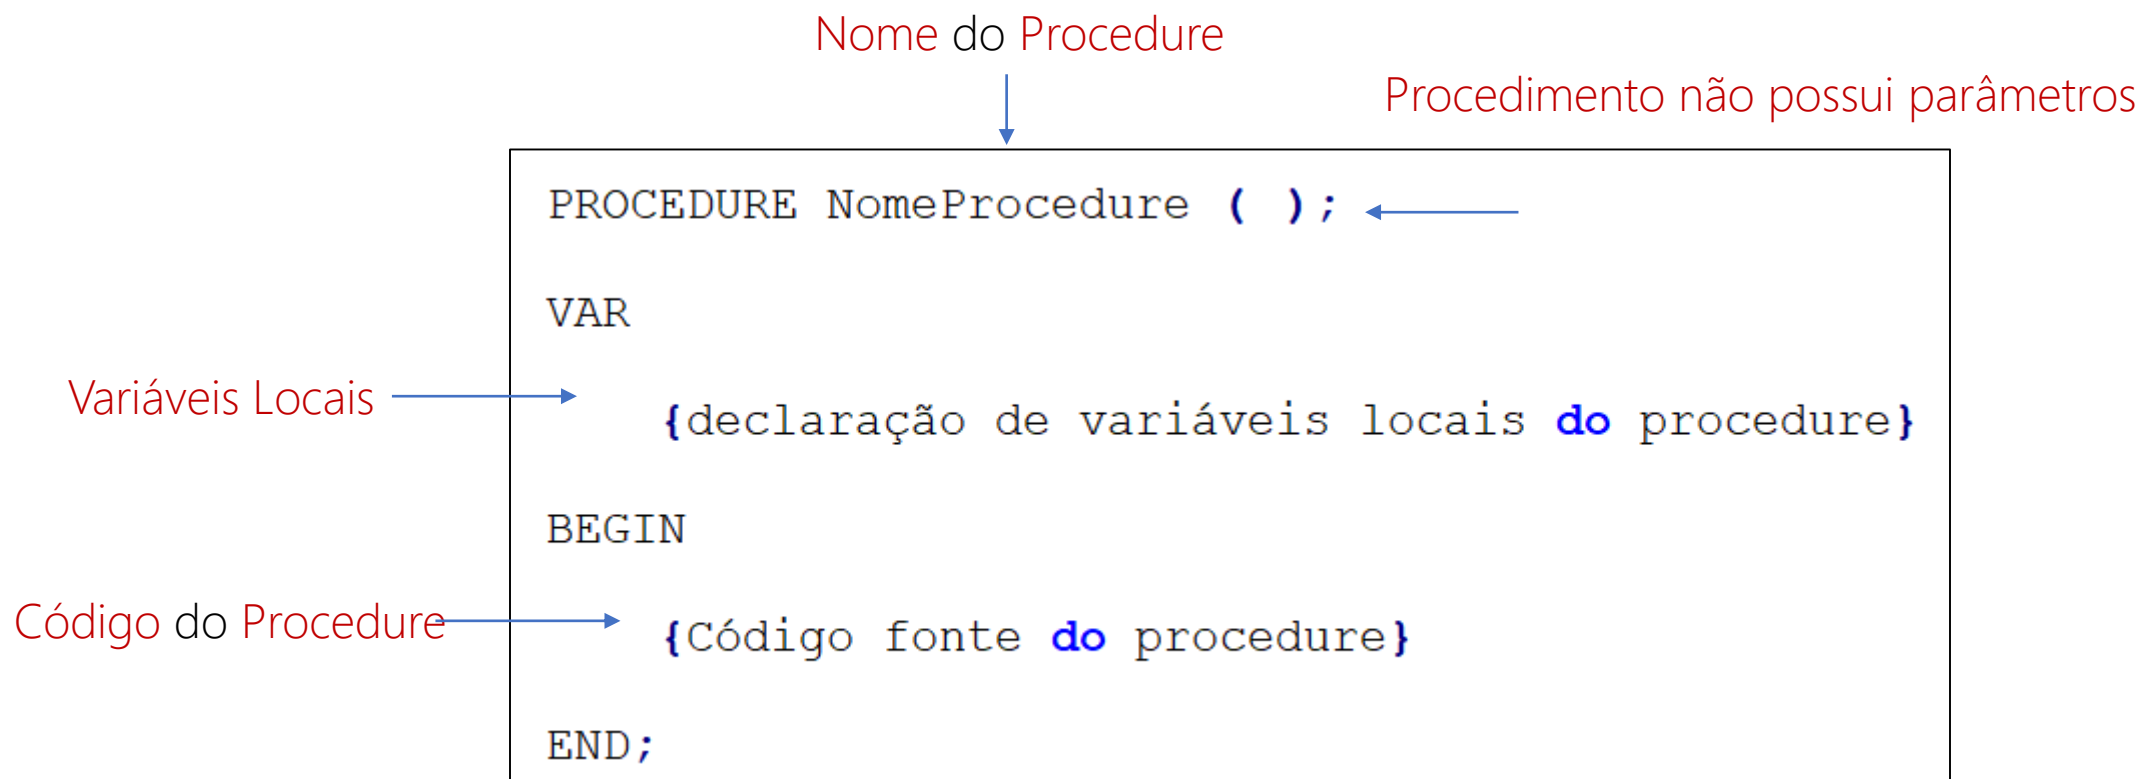 Nome do Procedure
Procedimento não possui parâmetros
PROCEDURE NomeProcedure ( );
VAR
Variáveis Locais
{declaração de variáveis locais do procedure}
BEGIN
Código do Procedure
{Código fonte do procedure}
END;